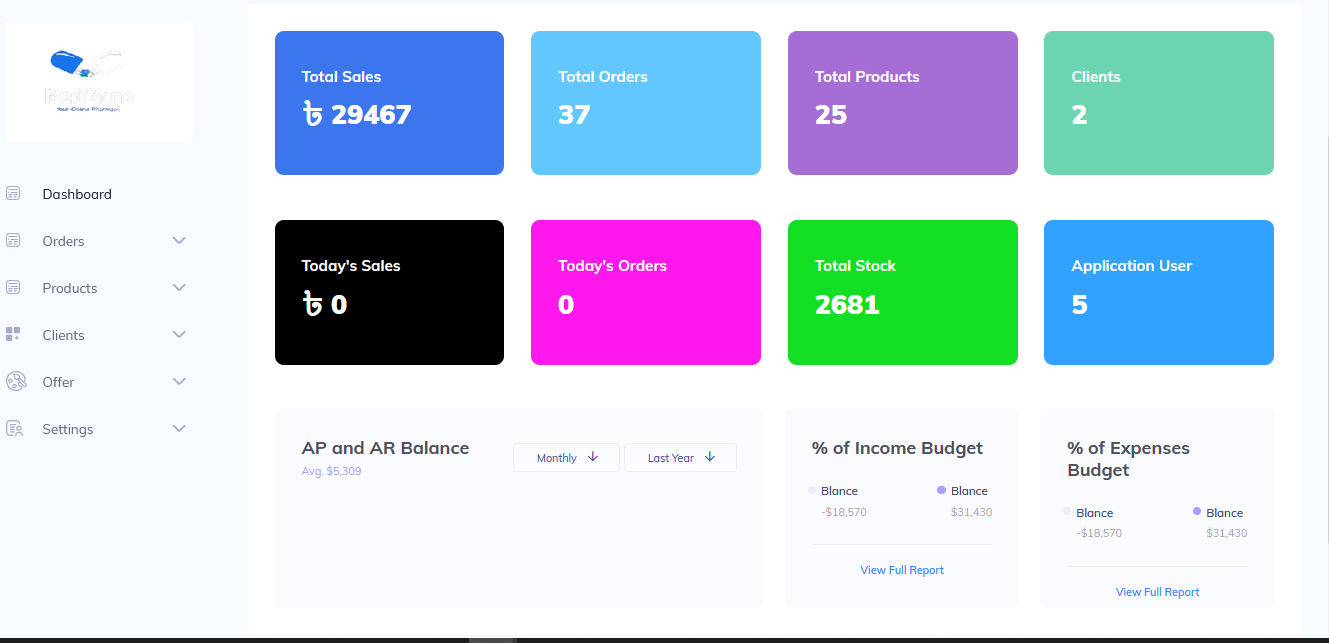 MediZone
Your Online Pharmacy
Dashboard
Orders
Products
Clients
Offer
Settings
Total Sales
৳ 29467
Total Orders
37
Total Products
25
Clients
2
Today's Sales
৳ 0
Today's Orders
0
Total Stock
2681
Application User
5
AP and AR Balance
Avg. $5,309
Monthly
Last Year
% of Income Budget
Blance
-$18,570
Blance
$31,430
View Full Report
% of Expenses
Budget
Blance
-$18,570
Blance
$31,430
View Full Report